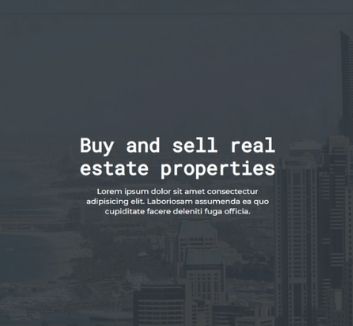 Buy and sell real
estate properties
Lorem ipsum dolor sit amet consectetur
adipisicing elit. Laboriosam assumenda ea quo
cupiditate facere deleniti fuga officia.